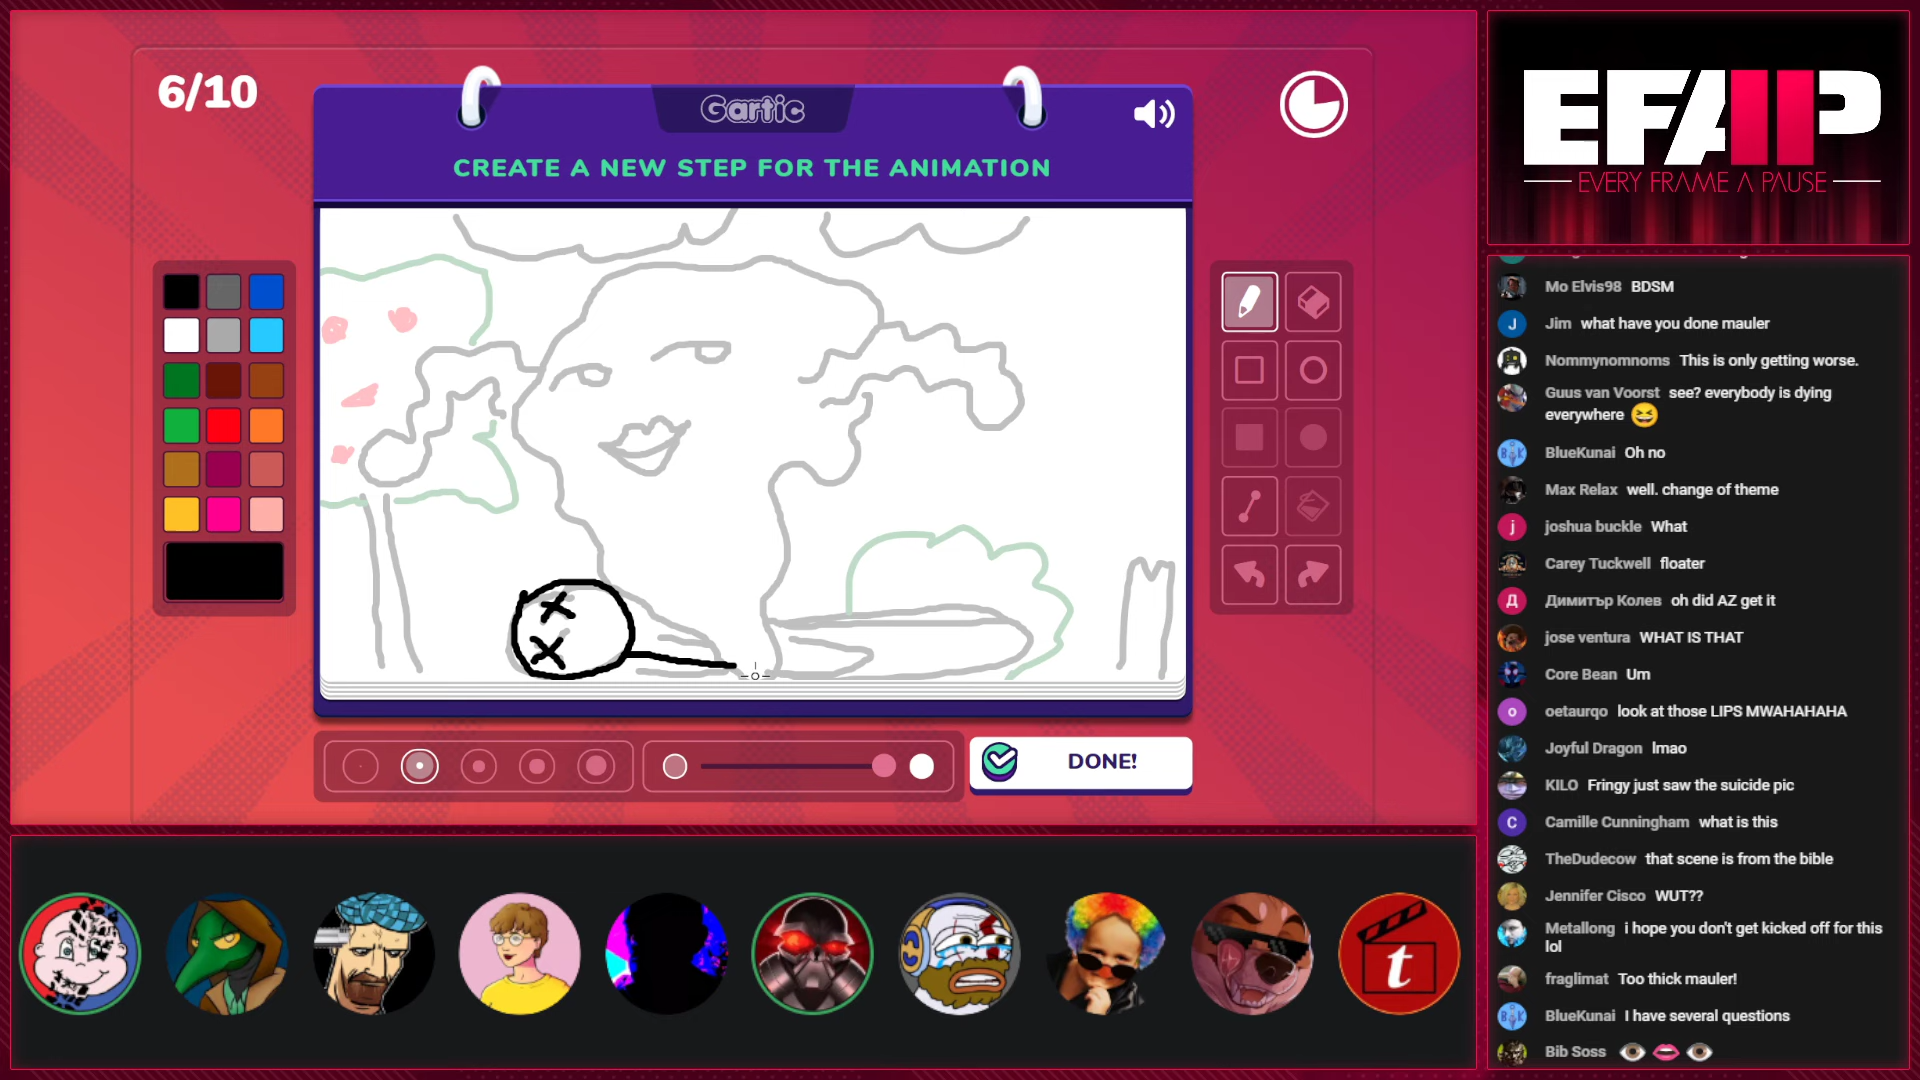 6/10
Gartic
CREATE A NEW STEP FOR THE ANIMATION
DONE!
EFAP
EVERY FRAME A PAUSE
Mo Elvis98 BDSM
Jim what have you done mauler
Nommynomnoms This is only getting worse.
Guus van Voorst see? everybody is dying
everywhere 😆
BlueKunai Oh no
Max Relax well. change of theme
joshua buckle What
Carey Tuckwell floater
Димитър Колев oh did AZ get it
jose ventura WHAT IS THAT
Core Bean Um
oetaurqo look at those LIPS MWAHAHAHA
Joyful Dragon lmao
KILO Fringy just saw the suicide pic
Camille Cunningham what is this
TheDudecow that scene is from the bible
Jennifer Cisco WUT??
Metallong i hope you don't get kicked off for this
lol
fraglimat Too thick mauler!
BlueKunai I have several questions
Bib Soss 👁️ 👄 👁️
J
j
Д
o
C
t